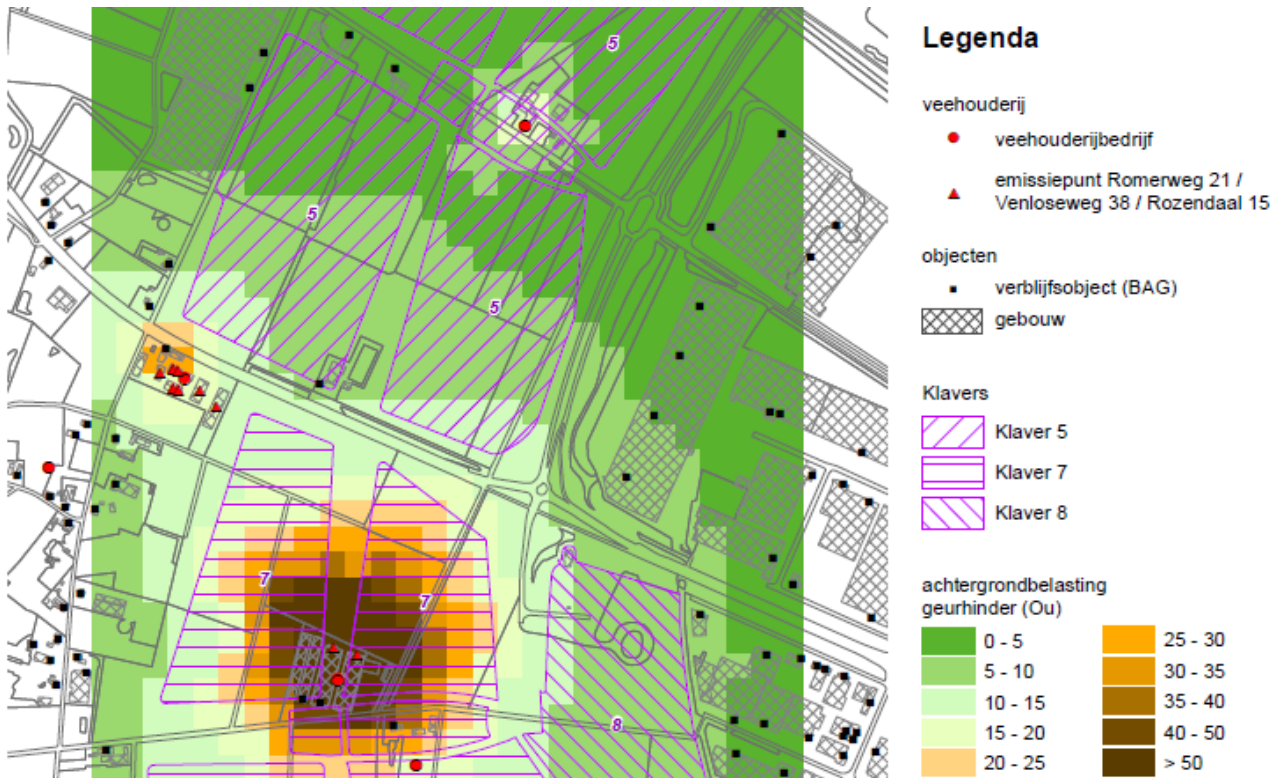 5
5
5
7
7
8
Legenda
veehouderij
veehouderijbedrijf
emissiepunt Romerweg 21 /
Venloseweg 38 / Rozendaal 15
objecten
verblijfsobject (BAG)
gebouw
Klavers
Klaver 5
Klaver 7
Klaver 8
achtergrondbelasting
geurhinder (Ou)
0 - 5
5 - 10
10 - 15
15 - 20
20 - 25
25 - 30
30 - 35
35 - 40
40 - 50
> 50